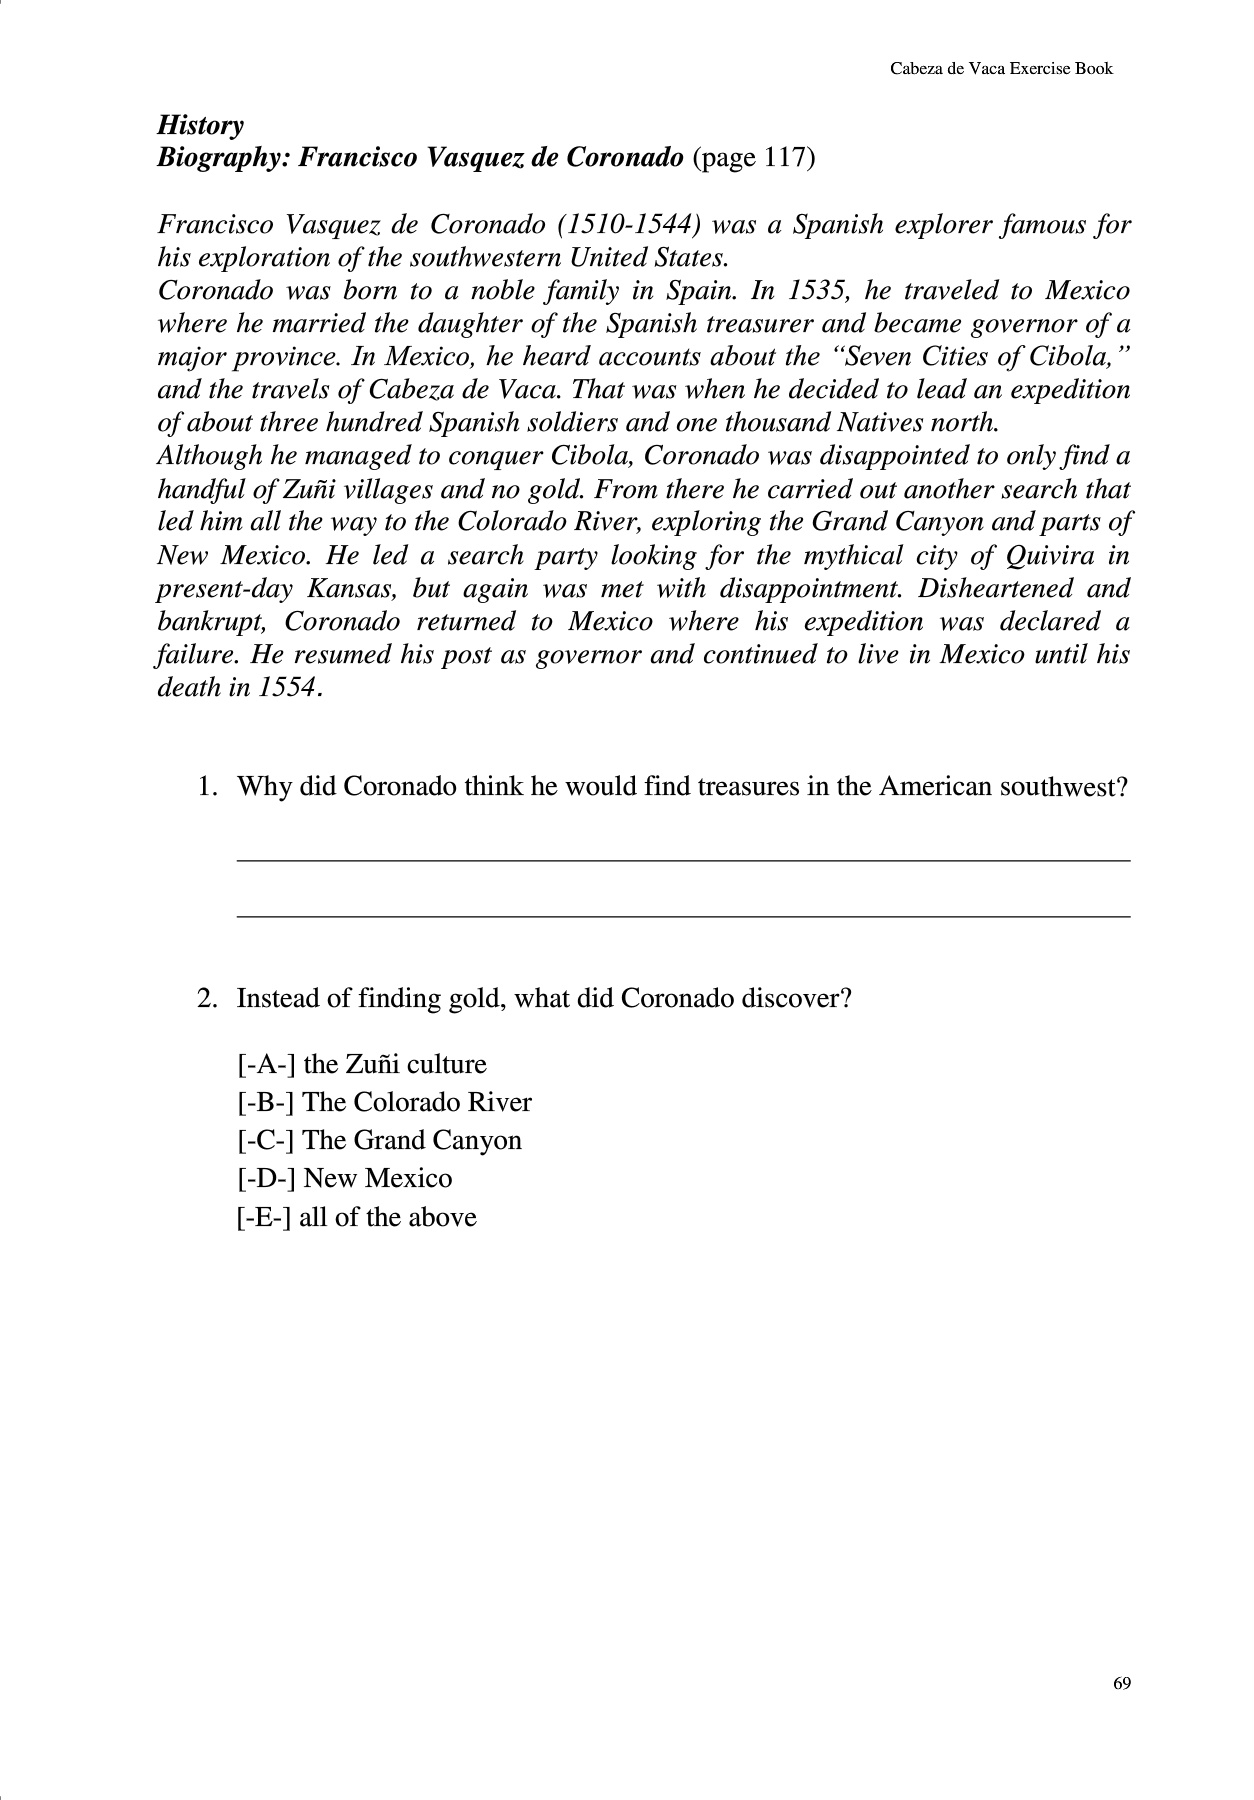 Cabeza de Vaca Exercise Book
History
Biography: Francisco Vasquez de Coronado (page 117)
Francisco Vasquez de Coronado (1510-1544) was a Spanish explorer famous for
his exploration of the southwestern United States.
Coronado was born to a noble family in Spain. In 1535, he traveled to Mexico
where he married the daughter of the Spanish treasurer and became governor of a
major province. In Mexico, he heard accounts about the “Seven Cities of Cibola,”
and the travels of Cabeza de Vaca. That was when he decided to lead an expedition
of about three hundred Spanish soldiers and one thousand Natives north.
Although he managed to conquer Cibola, Coronado was disappointed to only find a
handful of Zuñi villages and no gold. From there he carried out another search that
led him all the way to the Colorado River, exploring the Grand Canyon and parts of
New Mexico. He led a search party looking for the mythical city of Quivira in
present-day Kansas, but again was met with disappointment. Disheartened and
bankrupt, Coronado returned to Mexico where his expedition was declared a
failure. He resumed his post as governor and continued to live in Mexico until his
death in 1554.
1. Why did Coronado think he would find treasures in the American southwest?
2. Instead of finding gold, what did Coronado discover?
[-A-] the Zuñi culture
[-B-] The Colorado River
[-C-] The Grand Canyon
[-D-] New Mexico
[-E-] all of the above
69